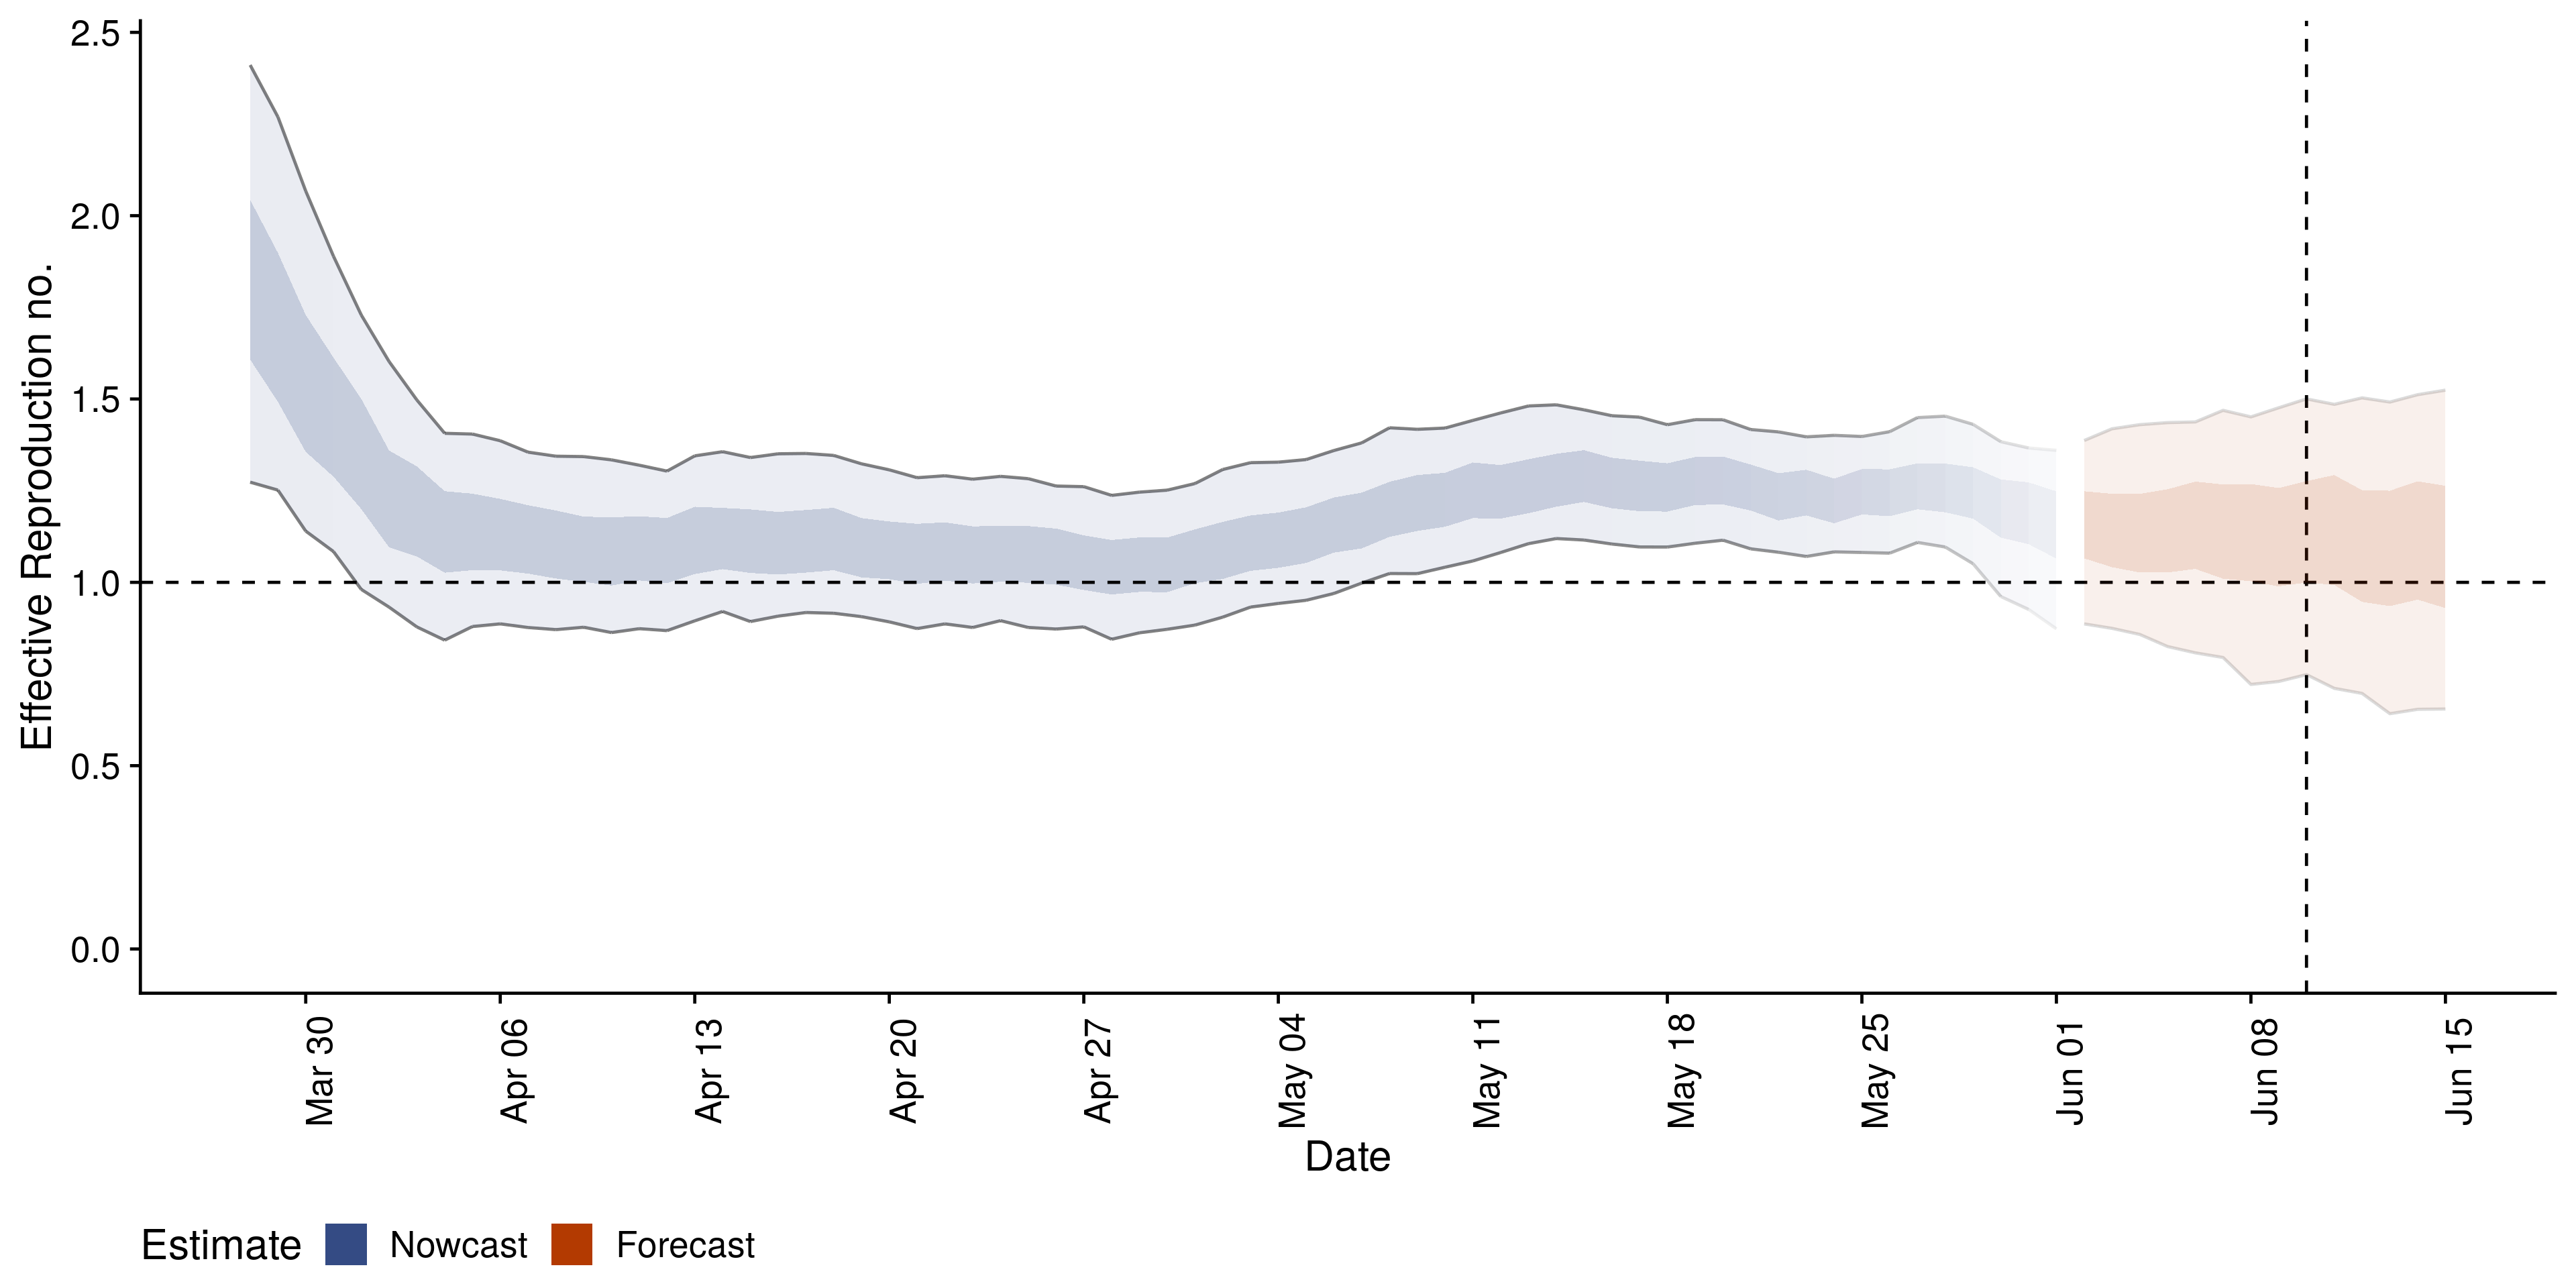 Effective Reproduction no.
2.5
2.0
1.5
1.0
0.5
0.0
Mar 30
Apr 06
Apr 13
Apr 20
Apr 27
May 04
May 11
May 18
May 25
Jun 01
Jun 08
Jun 15
Date
Estimate Nowcast Forecast